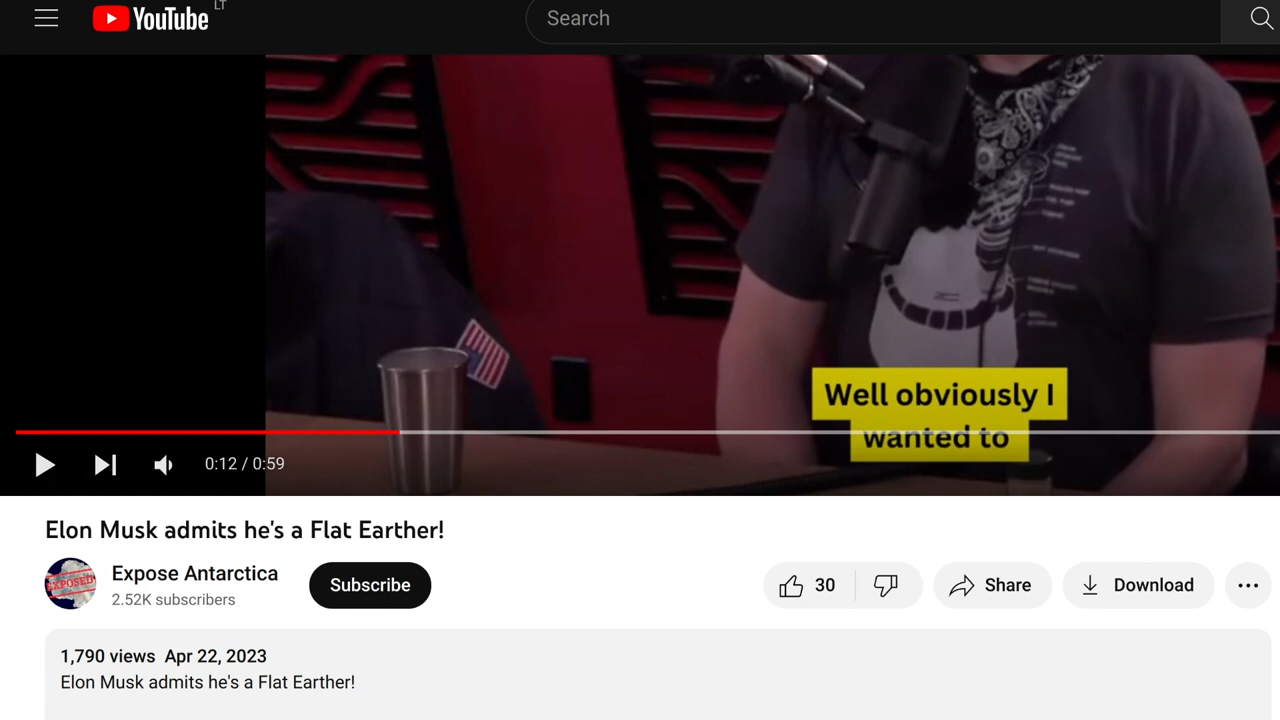 YouTube LT
Search
Well obviously I
wanted to
0:12 / 0:59
Elon Musk admits he's a Flat Earther!
EXPOSED
Expose Antarctica
2.52K subscribers
Subscribe
30
Share
Download
1,790 views Apr 22, 2023
Elon Musk admits he's a Flat Earther!